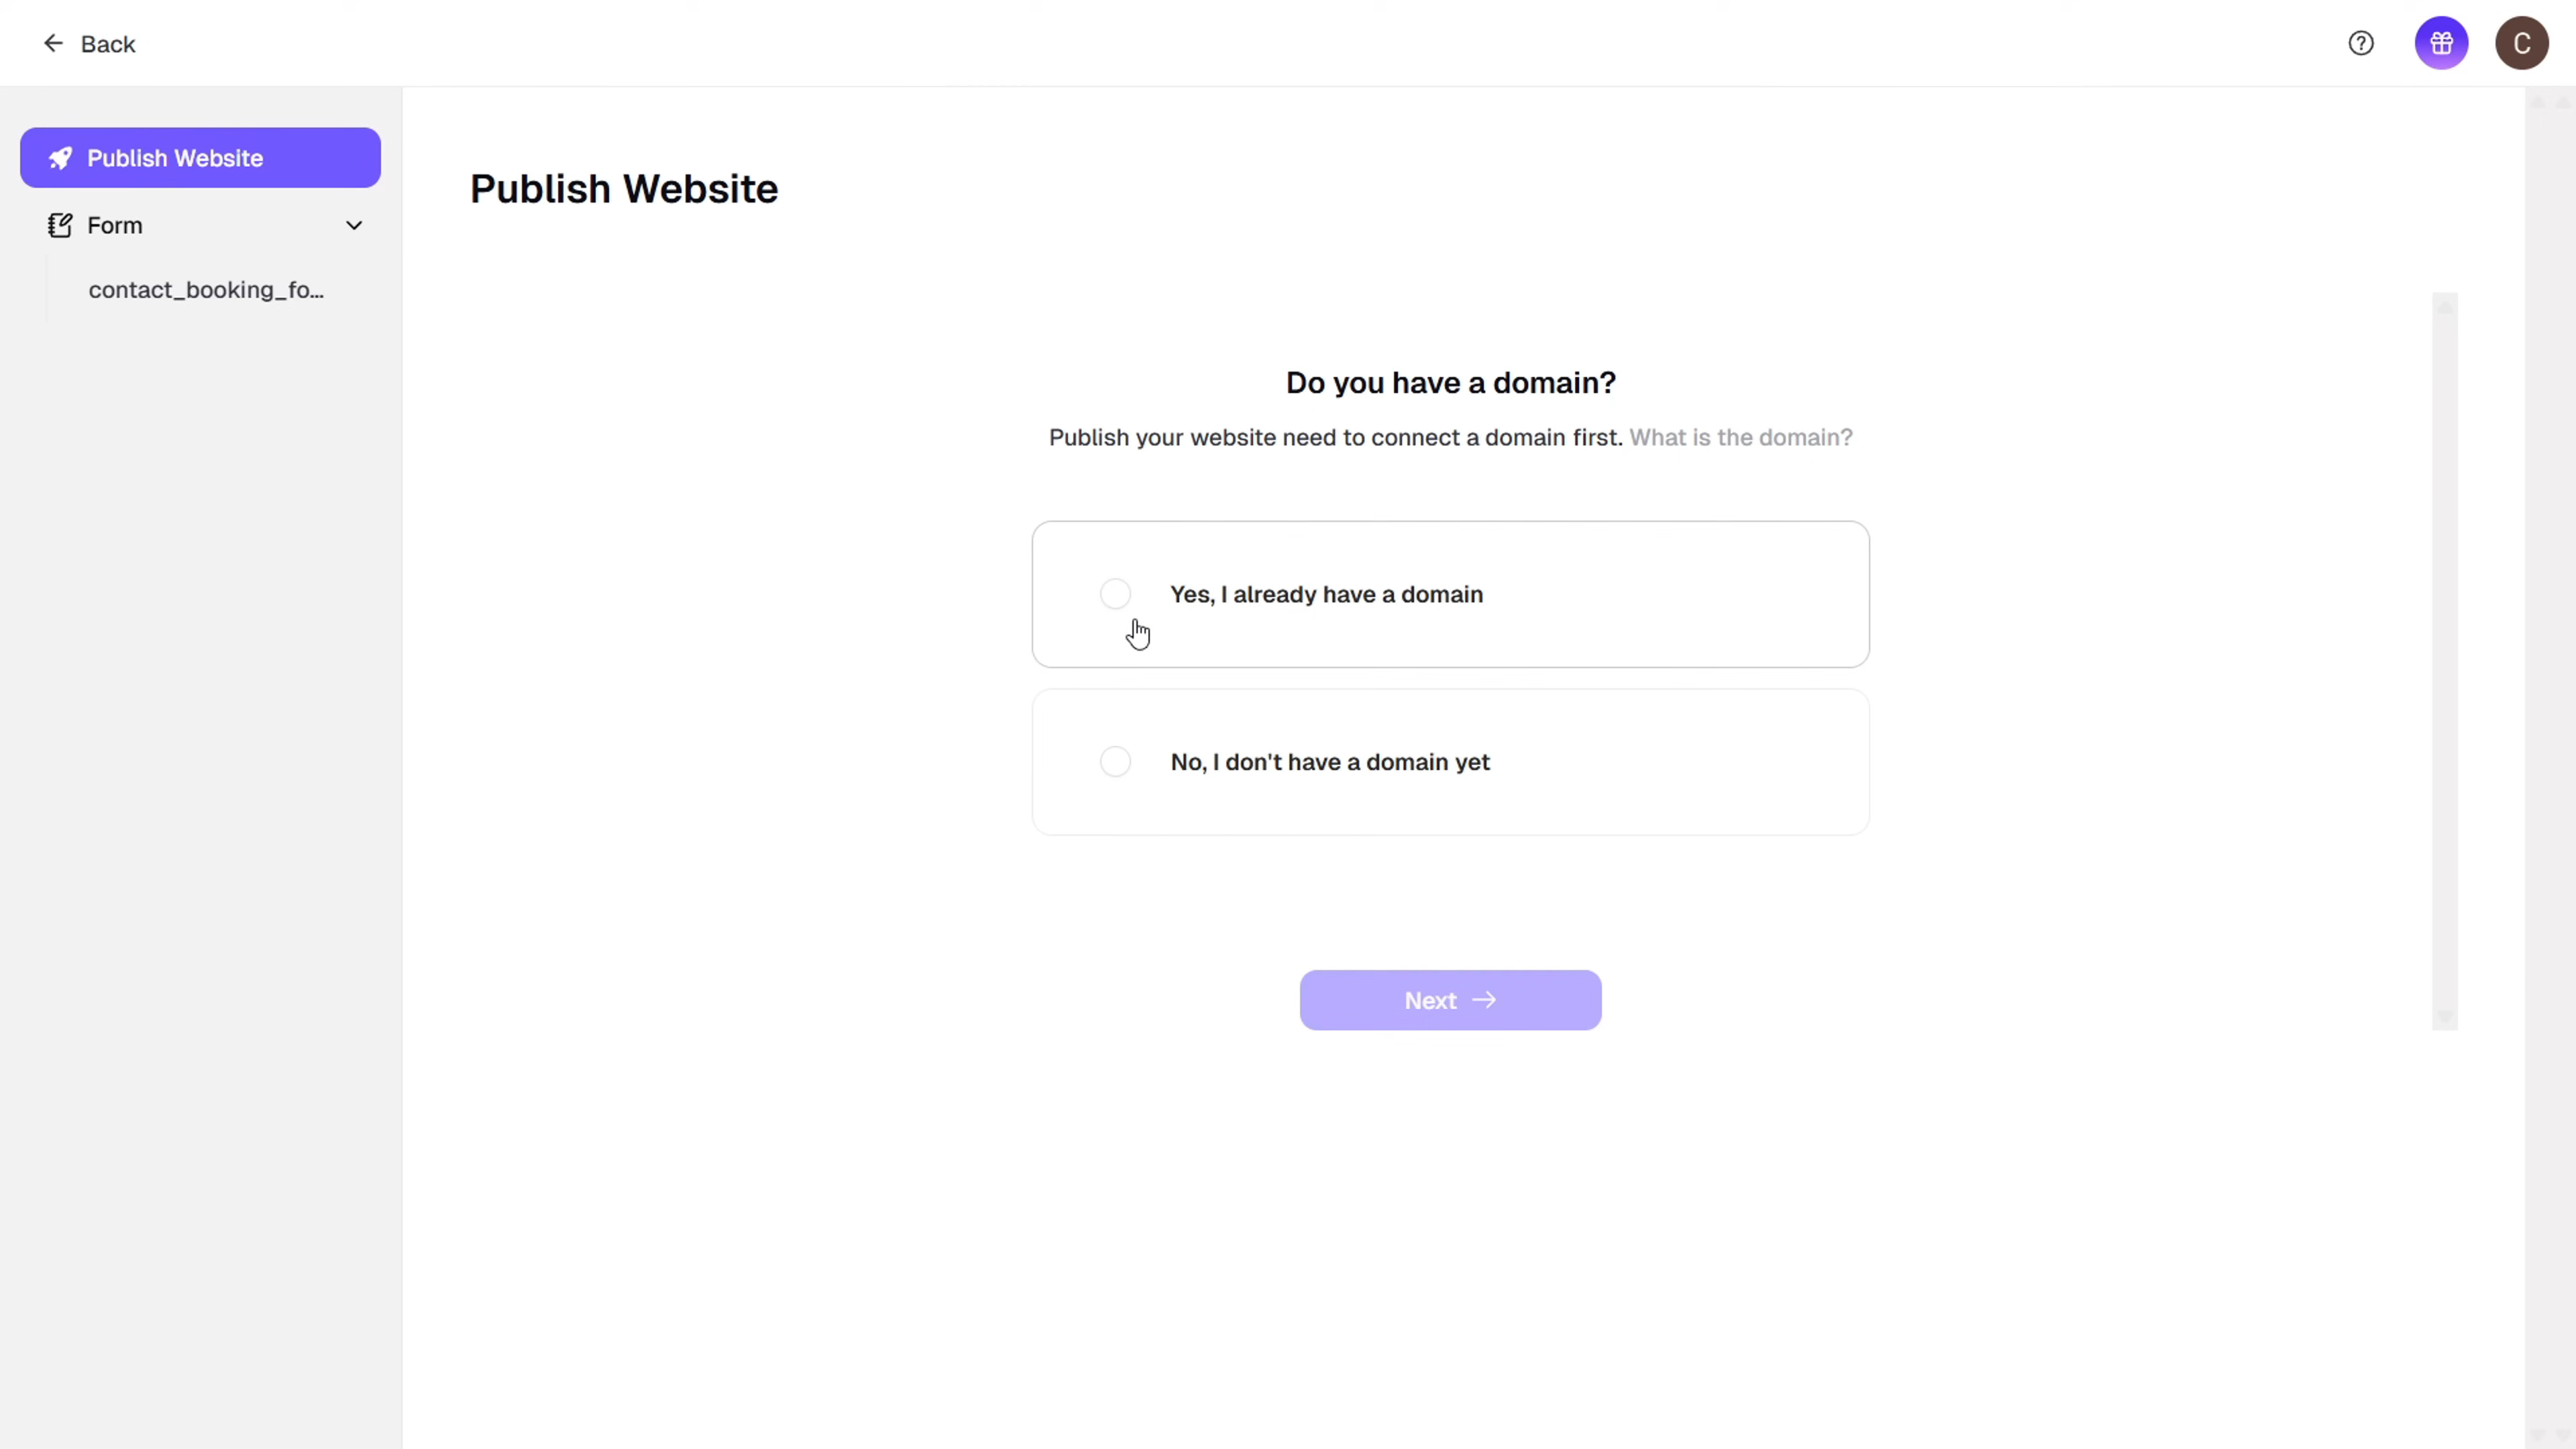 Back
C
Publish Website
Form
contact_booking_fo...
Publish Website
Do you have a domain?
Publish your website need to connect a domain first. What is the domain?
Yes, I already have a domain
No, I don't have a domain yet
Next